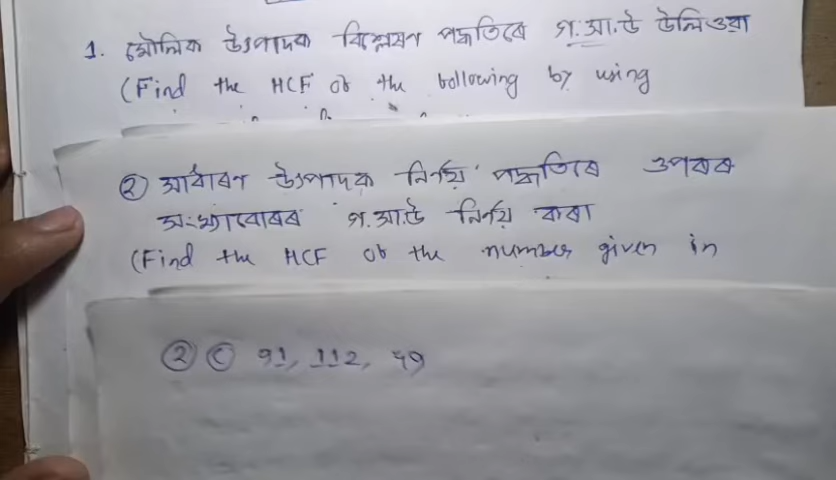 1. মৌলিক উৎপাদক বিশ্লেষণ পদ্ধতিৰে গ.সা.উ উলিওৱা
(Find the HCF of the following by using
② সাধাৰণ উৎপাদক নিৰ্ণয় পদ্ধতিৰে ওপৰৰ
সংখ্যাবোৰৰ গ.সা.উ নিৰ্ণয় কৰা
(Find the HCF of the number given in
② Ⓒ 91, 112, 49